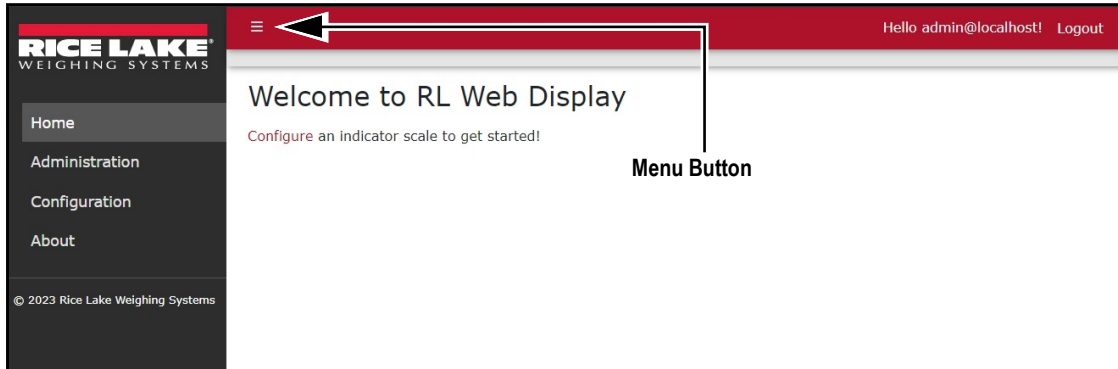 RICE LAKE
WEIGHING SYSTEMS
Home
Administration
Configuration
About
© 2023 Rice Lake Weighing Systems
☰
Hello admin@localhost! Logout
Welcome to RL Web Display
Configure an indicator scale to get started!
Menu Button